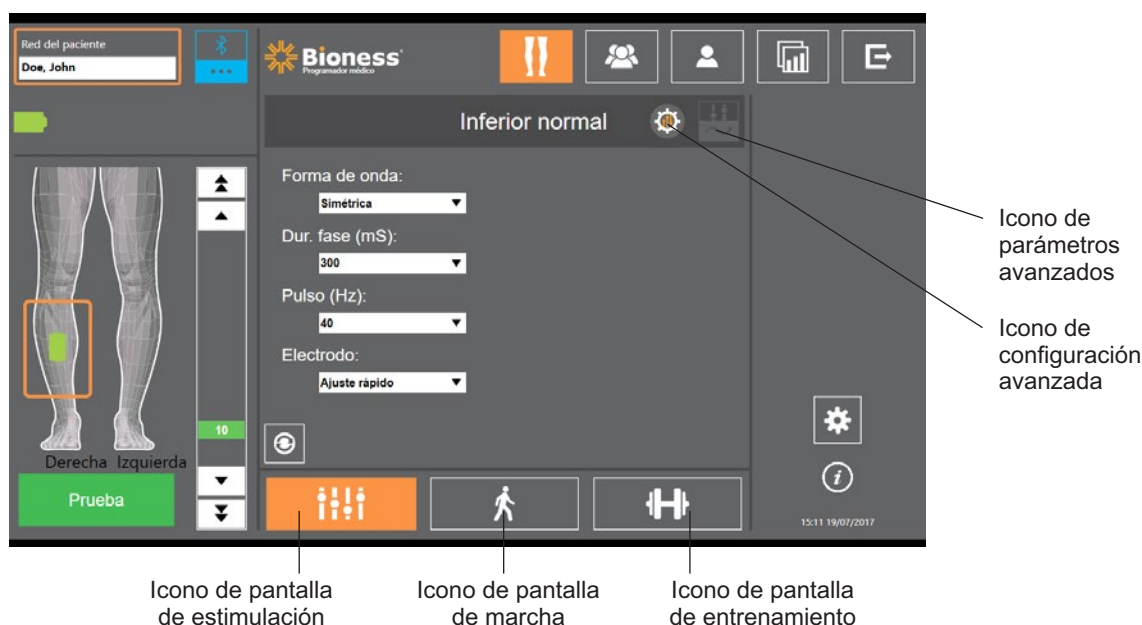 Red del paciente
Doe, John
Bioness
Programador médico
Inferior normal
Forma de onda:
Simétrica
Dur. fase (mS):
300
Pulso (Hz):
40
Electrodo:
Ajuste rápido
10
Derecha Izquierda
Prueba
15:11 19/07/2017
Icono de
parámetros
avanzados
Icono de
configuración
avanzada
Icono de pantalla
de estimulación
Icono de pantalla
de marcha
Icono de pantalla
de entrenamiento